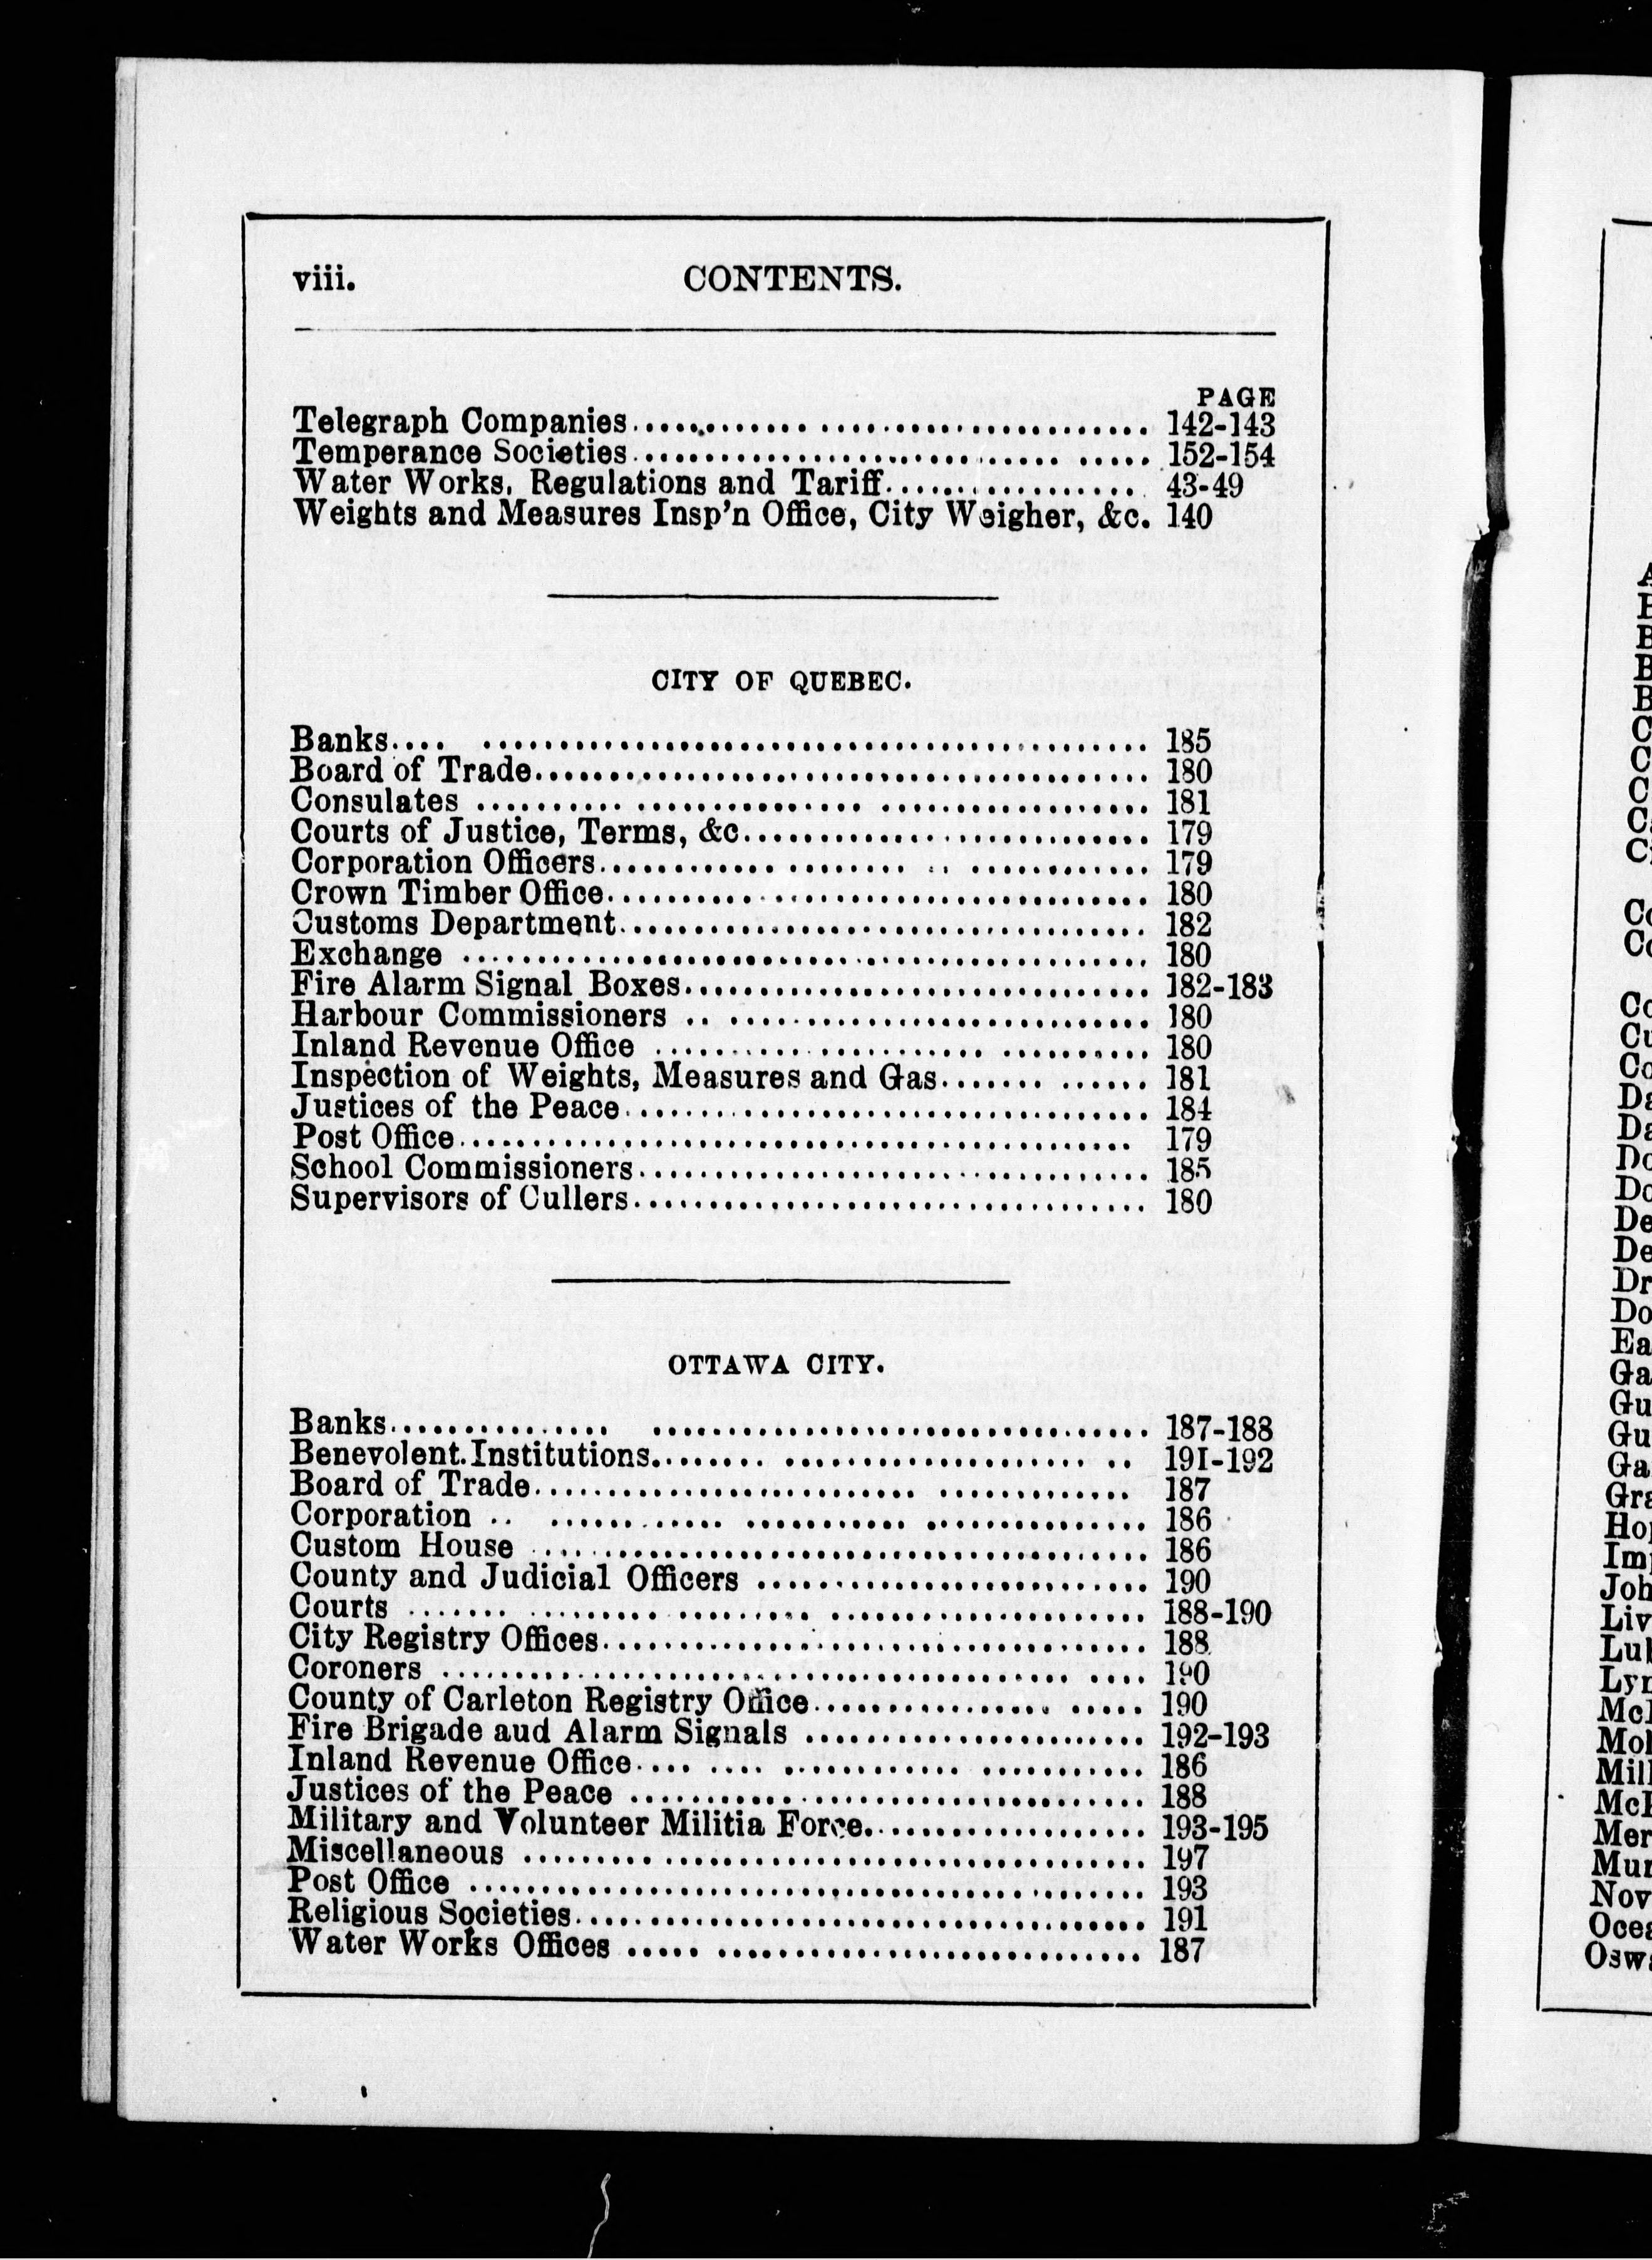 viii. CONTENTS.
PAGE
Telegraph Companies........................................ 142-143
Temperance Societies........................................ 152-154
Water Works, Regulations and Tariff................. 43-49
Weights and Measures Insp'n Office, City Weigher, &c. 140
CITY OF QUEBEC.
Banks.... ............................................. 185
Board of Trade.......................................... 180
Consulates .......... ............... .................. 181
Courts of Justice, Terms, &c............................ 179
Corporation Officers............ ........ .. ............ 179
Crown Timber Office..................................... 180
Customs Department.................................... 182
Exchange ............................................... 180
Fire Alarm Signal Boxes................................ 182-183
Harbour Commissioners .. ............................. 180
Inland Revenue Office ....................... .......... 180
Inspection of Weights, Measures and Gas....... ...... 181
Justices of the Peace.................................... 184
Post Office.............................................. 179
School Commissioners................................... 185
Supervisors of Cullers................................... 180
OTTAWA CITY.
Banks............... .................................. 187-188
Benevolent.Institutions........ ..................... .. 191-192
Board of Trade.......................... ............. 187
Corporation .. ............ ........... ............... 186
Custom House .......................................... 186
County and Judicial Officers ........................... 190
Courts ....... ......... ......... ...................... 188-190
City Registry Offices..................................... 188
Coroners ........................................... .... 190
County of Carleton Registry Office................ ..... 190
Fire Brigade aud Alarm Signals ....................... 192-193
Inland Revenue Office.... .... ............ ........... 186
Justices of the Peace ................................... 188
Military and Volunteer Militia Force................... 193-195
Miscellaneous .......................................... 197
Post Office .............................................. 193
Religious Societies....................................... 191
Water Works Offices ..... ............................. 187